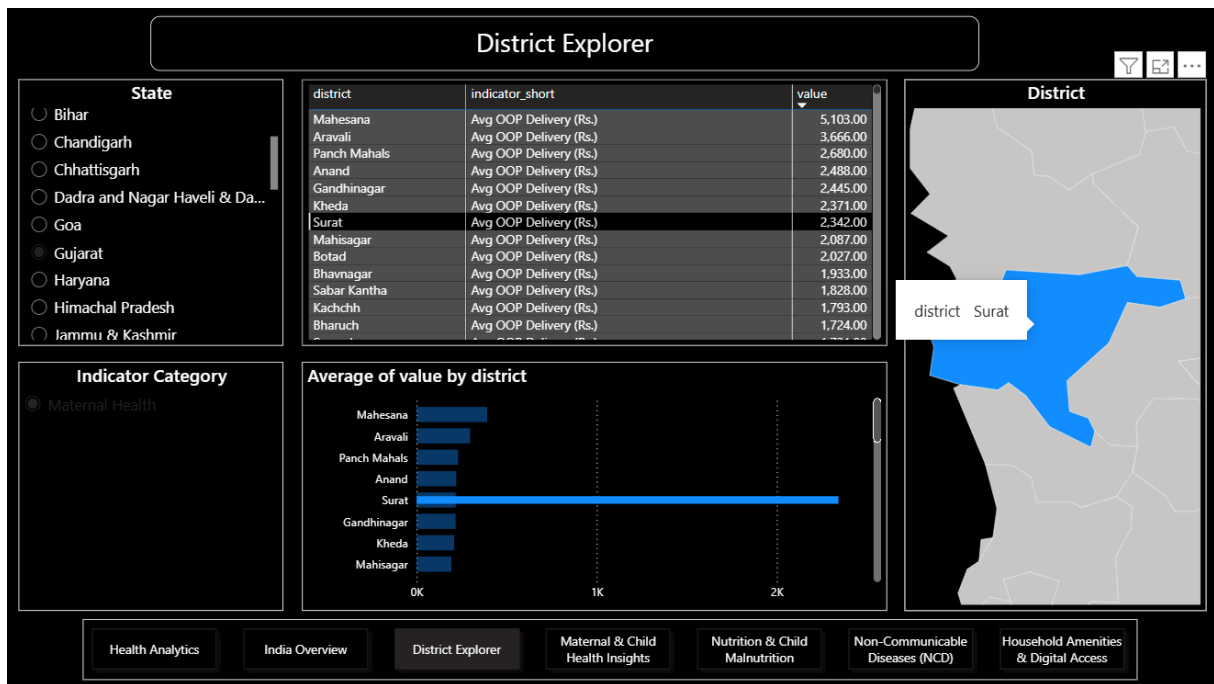 District Explorer
State
Bihar
Chandigarh
Chhattisgarh
Dadra and Nagar Haveli & Da...
Goa
Gujarat
Haryana
Himachal Pradesh
Jammu & Kashmir
district indicator_short value
Mahesana Avg OOP Delivery (Rs.) 5,103.00
Aravali Avg OOP Delivery (Rs.) 3,666.00
Panch Mahals Avg OOP Delivery (Rs.) 2,680.00
Anand Avg OOP Delivery (Rs.) 2,488.00
Gandhinagar Avg OOP Delivery (Rs.) 2,445.00
Kheda Avg OOP Delivery (Rs.) 2,371.00
Surat Avg OOP Delivery (Rs.) 2,342.00
Mahisagar Avg OOP Delivery (Rs.) 2,087.00
Botad Avg OOP Delivery (Rs.) 2,027.00
Bhavnagar Avg OOP Delivery (Rs.) 1,933.00
Sabar Kantha Avg OOP Delivery (Rs.) 1,828.00
Kachchh Avg OOP Delivery (Rs.) 1,793.00
Bharuch Avg OOP Delivery (Rs.) 1,724.00
District
district Surat
Indicator Category
Maternal Health
Average of value by district
Mahesana
Aravali
Panch Mahals
Anand
Surat
Gandhinagar
Kheda
Mahisagar
0K 1K 2K
Health Analytics
India Overview
District Explorer
Maternal & Child
Health Insights
Nutrition & Child
Malnutrition
Non-Communicable
Diseases (NCD)
Household Amenities
& Digital Access